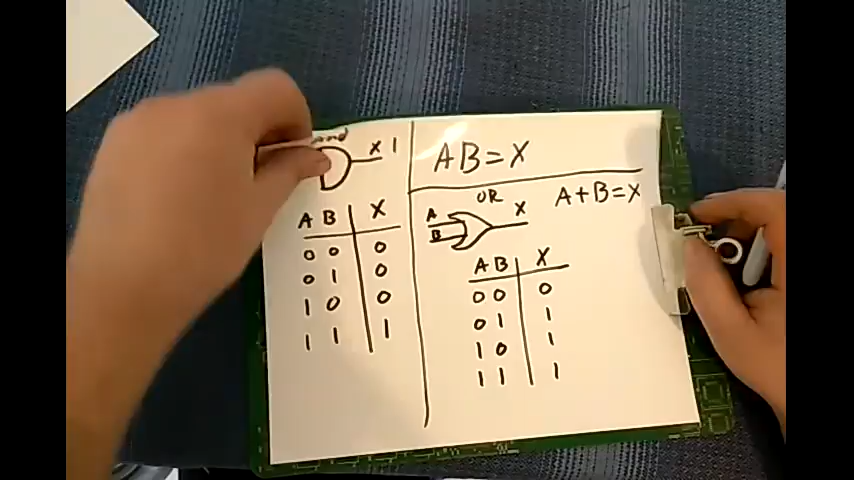 and
X 1
A B X
0 0 0
0 1 0
1 0 0
1 1 1
AB=X
OR
A+B=X
A
B
X
A B X
0 0 0
0 1 1
1 0 1
1 1 1